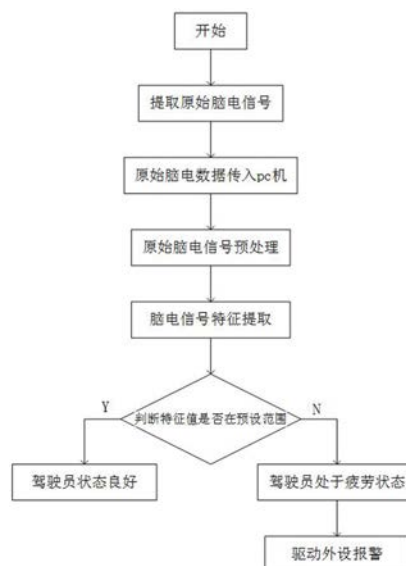 开始
提取原始脑电信号
原始脑电数据传入pc机
原始脑电信号预处理
脑电信号特征提取
判断特征值是否在预设范围
Y
N
驾驶员状态良好
驾驶员处于疲劳状态
驱动外设报警